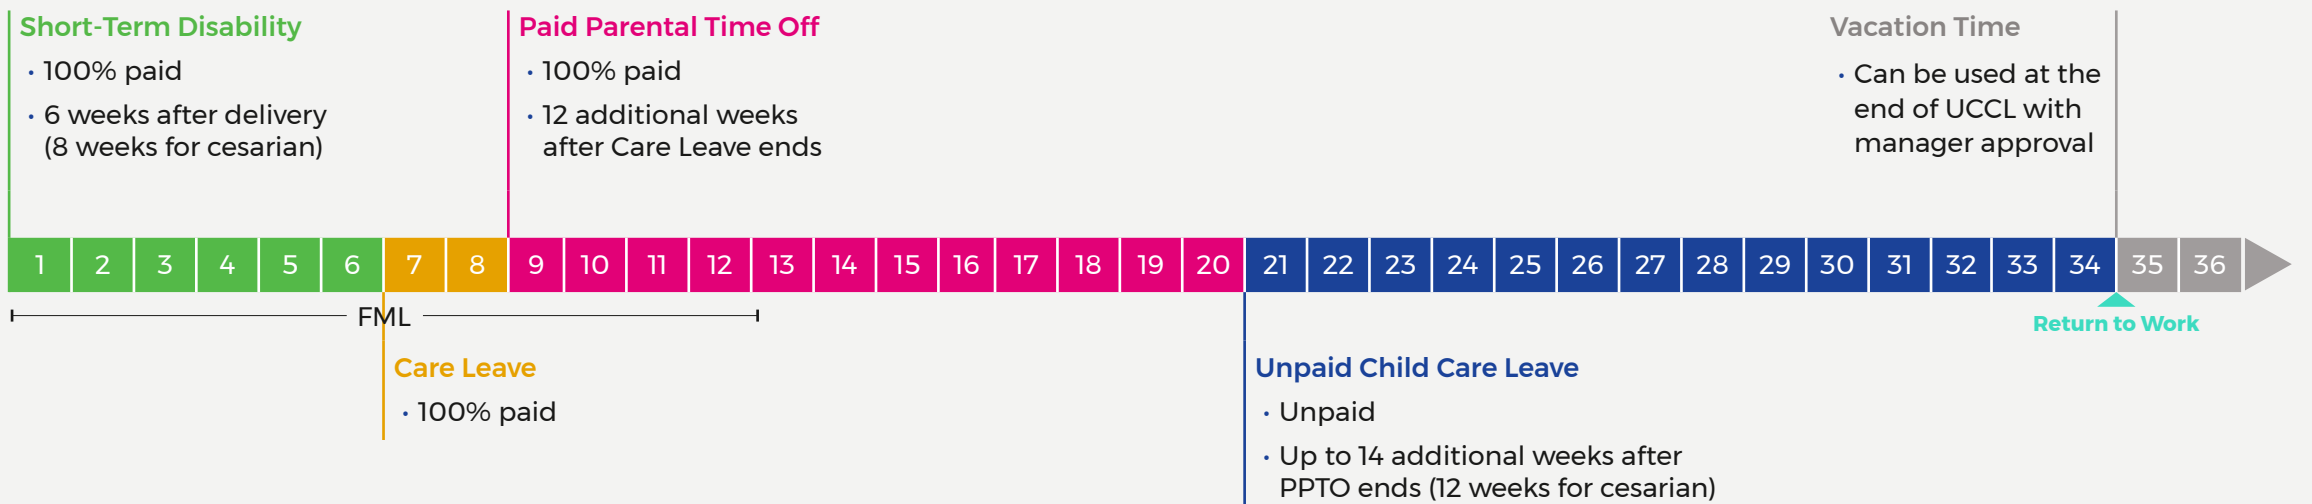 Short-Term Disability
• 100% paid
• 6 weeks after delivery
(8 weeks for cesarian)
Paid Parental Time Off
• 100% paid
• 12 additional weeks
after Care Leave ends
Vacation Time
• Can be used at the
end of UCCL with
manager approval
1 2 3 4 5 6 7 8 9 10 11 12 13 14 15 16 17 18 19 20 21 22 23 24 25 26 27 28 29 30 31 32 33 34 35 36
FML
Return to Work
Care Leave
• 100% paid
Unpaid Child Care Leave
• Unpaid
• Up to 14 additional weeks after
PPTO ends (12 weeks for cesarian)